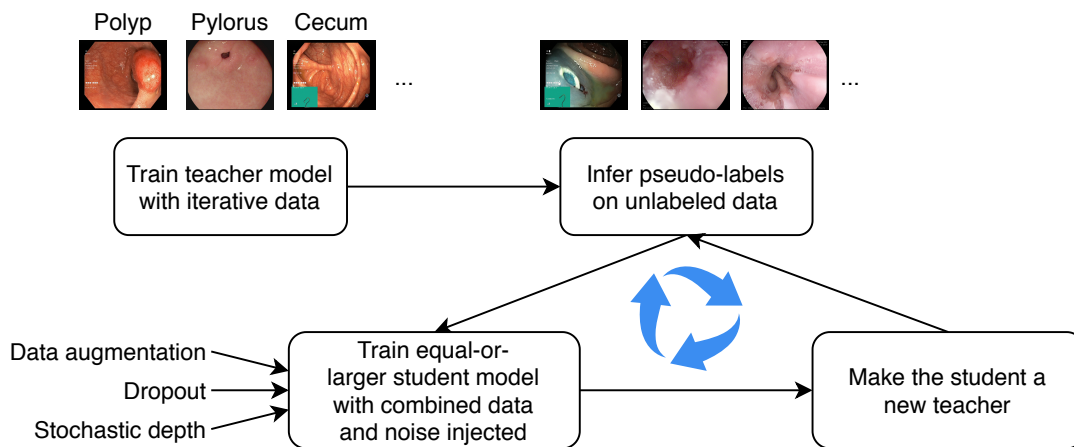 Polyp Pylorus Cecum
... ...
Train teacher model
with iterative data
Infer pseudo-labels
on unlabeled data
Data augmentation
Dropout
Stochastic depth
Train equal-or-
larger student model
with combined data
and noise injected
Make the student a
new teacher